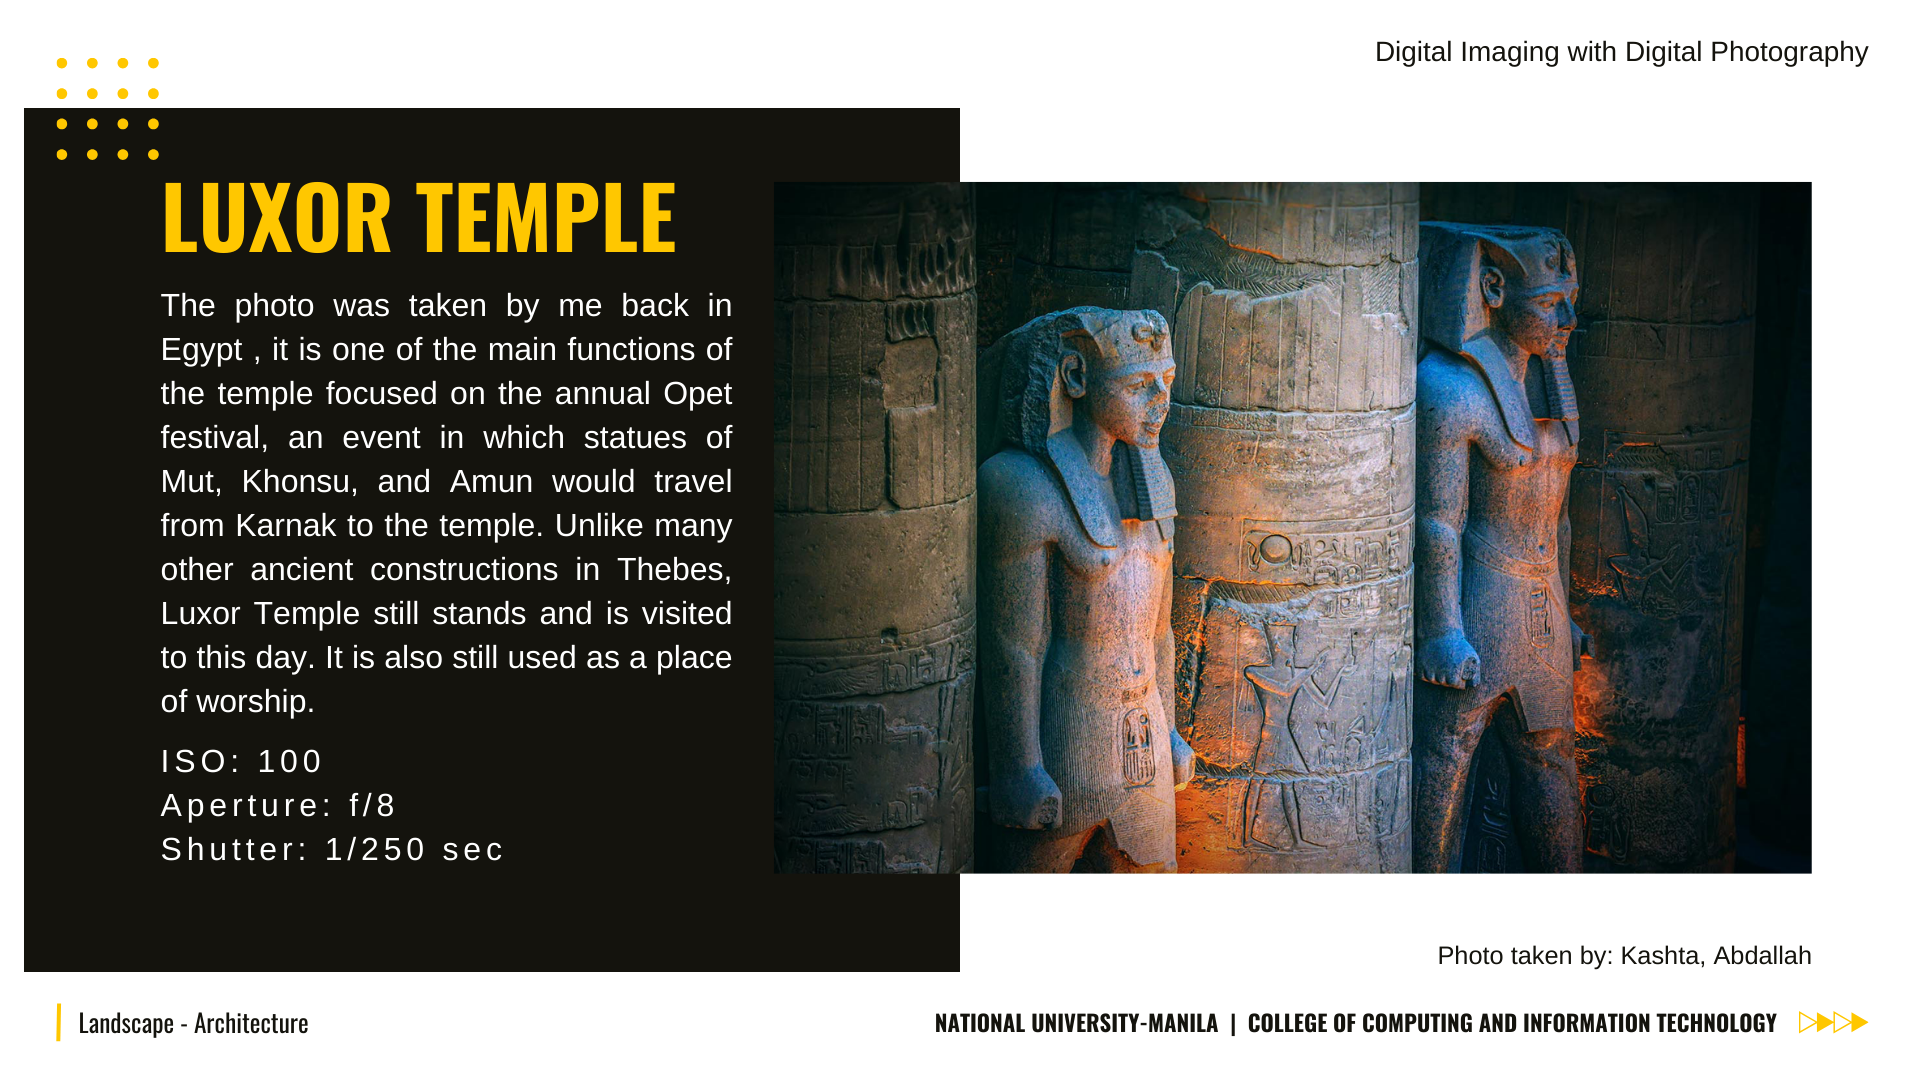 Digital Imaging with Digital Photography
LUXOR TEMPLE
The photo was taken by me back in
Egypt , it is one of the main functions of
the temple focused on the annual Opet
festival, an event in which statues of
Mut, Khonsu, and Amun would travel
from Karnak to the temple. Unlike many
other ancient constructions in Thebes,
Luxor Temple still stands and is visited
to this day. It is also still used as a place
of worship.
ISO: 100
Aperture: f/8
Shutter: 1/250 sec
Photo taken by: Kashta, Abdallah
Landscape - Architecture
NATIONAL UNIVERSITY-MANILA | COLLEGE OF COMPUTING AND INFORMATION TECHNOLOGY